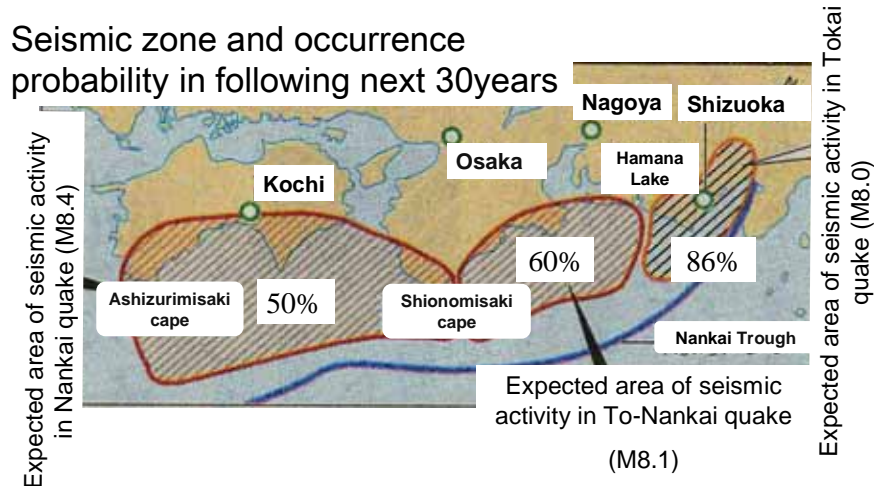 Seismic zone and occurrence
probability in following next 30years
Expected area of seismic activity
in Nankai quake (M8.4)
Expected area of seismic activity in Tokai
quake (M8.0)
Nagoya
Shizuoka
Osaka
Hamana
Lake
Kochi
60%
86%
50%
Ashizurimisaki
cape
Shionomisaki
cape
Nankai Trough
Expected area of seismic
activity in To-Nankai quake
(M8.1)